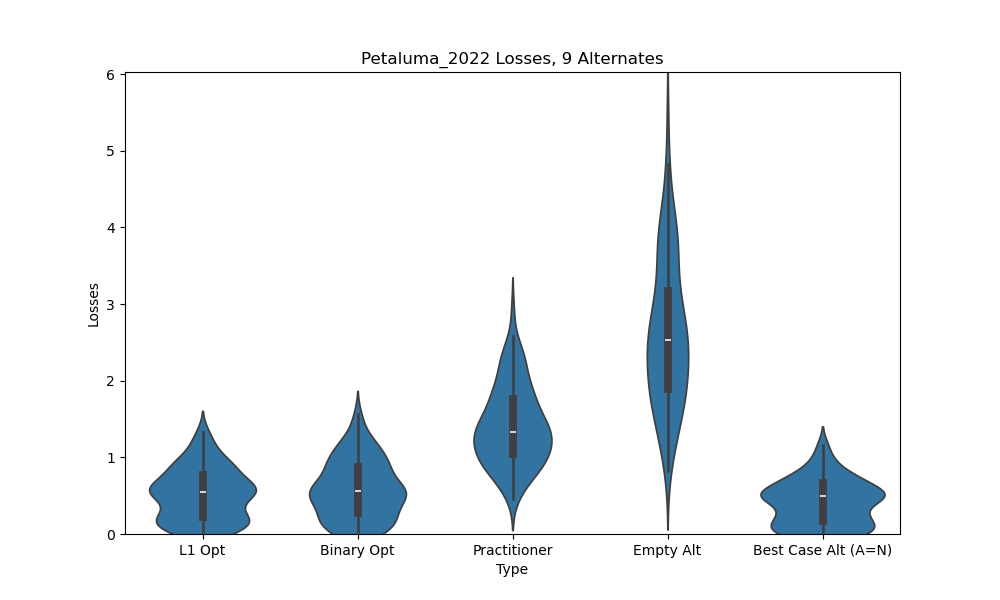 Petaluma_2022 Losses, 9 Alternates
6
5
4
3
2
1
0
Losses
L1 Opt
Binary Opt
Practitioner
Empty Alt
Best Case Alt (A=N)
Type